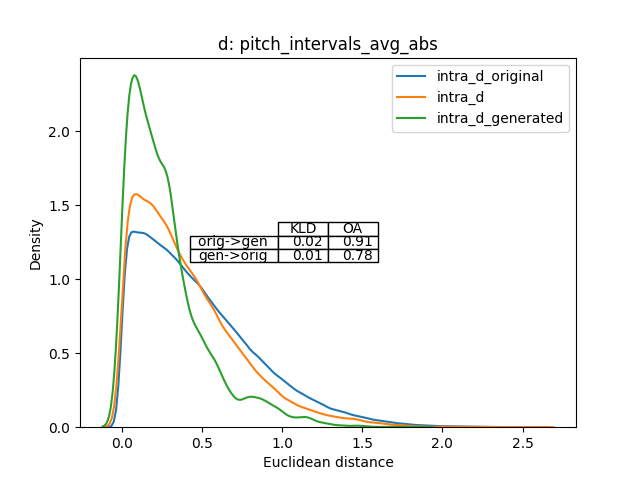 d: pitch_intervals_avg_abs
intra_d_original
intra_d
intra_d_generated
2.0
1.5
1.0
0.5
0.0
Density
KLD OA
orig->gen 0.02 0.91
gen->orig 0.01 0.78
0.0 0.5 1.0 1.5 2.0 2.5
Euclidean distance